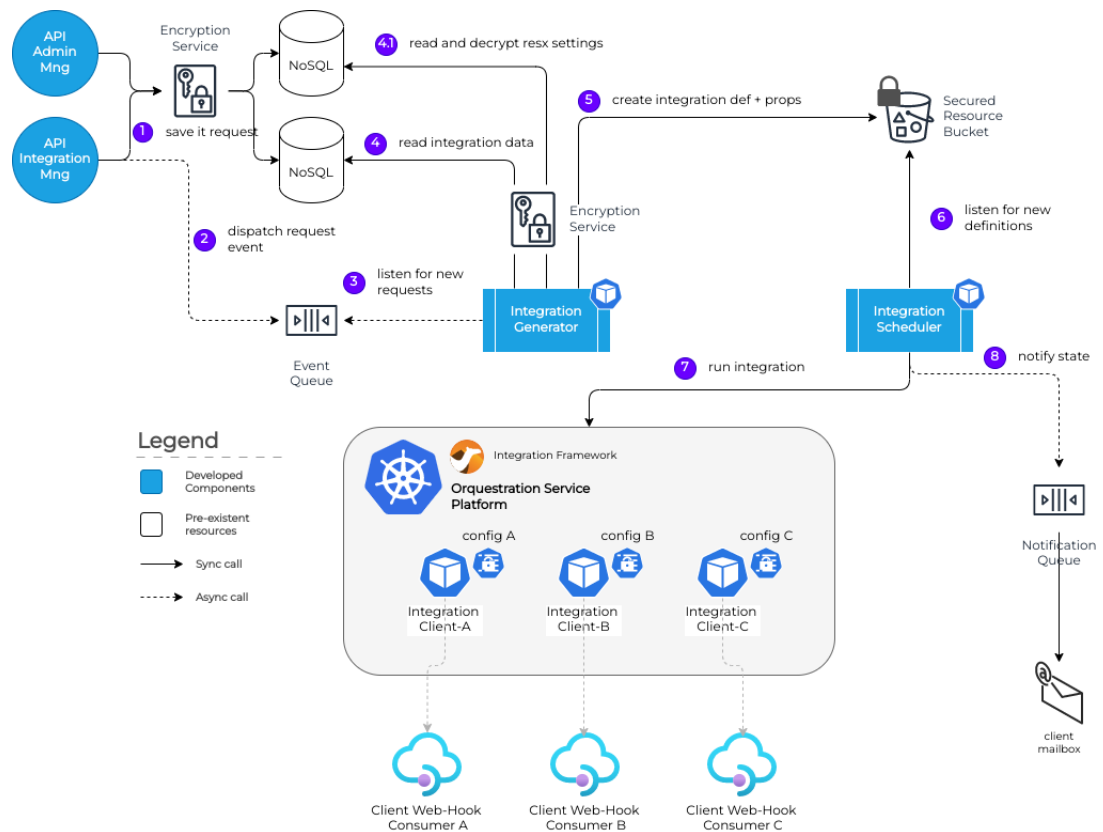 API
Admin
Mng
Encryption
Service
NoSQL
4.1
read and decrypt resx settings
5
create integration def + props
Secured
Resource
Bucket
1
save it request
API
Integration
Mng
NoSQL
4
read integration data
Encryption
Service
6
listen for new
definitions
2
dispatch request
event
3
listen for new
requests
Integration
Generator
Integration
Scheduler
Event
Queue
7
run integration
8
notify state
Legend
Developed
Components
Pre-existent
resources
Sync call
Async call
Integration Framework
Orquestration Service
Platform
config A
config B
config C
Integration
Client-A
Integration
Client-B
Integration
Client-C
Notification
Queue
@
client
mailbox
Client Web-Hook
Consumer A
Client Web-Hook
Consumer B
Client Web-Hook
Consumer C